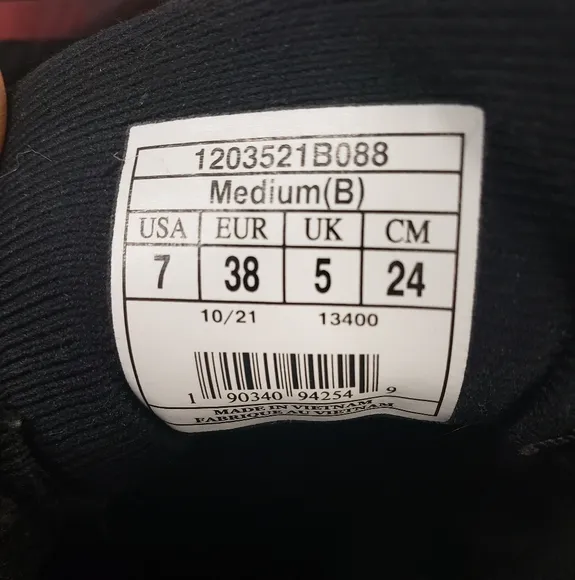 1203521B088
Medium(B)
USA EUR UK CM
7 38 5 24
10/21 13400
1 90340 94254 9
MADE IN VIETNAM
FABRIQUE AU VIETNAM